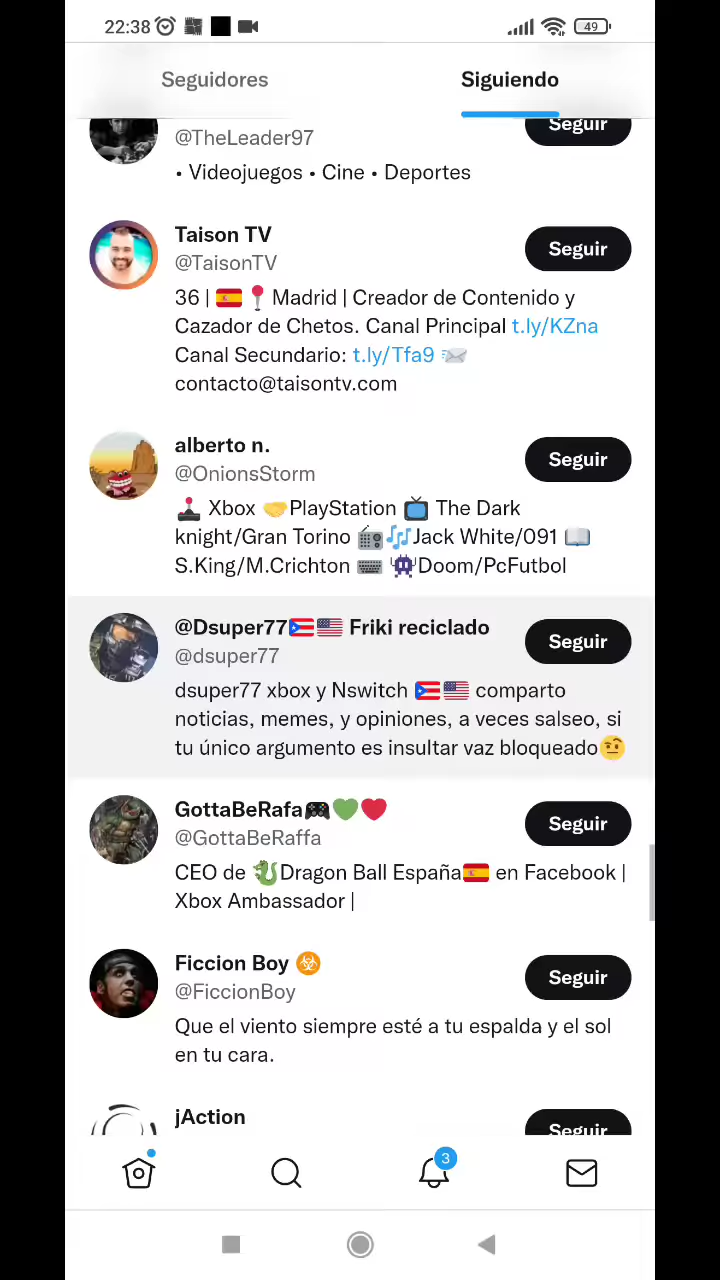 22:38
49
Seguidores
Siguiendo
@TheLeader97
Seguir
• Videojuegos • Cine • Deportes
Taison TV
@TaisonTV
Seguir
36 | 🇪🇸 📍 Madrid | Creador de Contenido y
Cazador de Chetos. Canal Principal t.ly/KZna
Canal Secundario: t.ly/Tfa9 📨
contacto@taisontv.com
alberto n.
@OnionsStorm
Seguir
🕹️ Xbox 🤝PlayStation 📺 The Dark
knight/Gran Torino 📻🎶Jack White/091 📖
S.King/M.Crichton ⌨️ 👾Doom/PcFutbol
@Dsuper77🇵🇷🇺🇸 Friki reciclado
@dsuper77
Seguir
dsuper77 xbox y Nswitch 🇵🇷🇺🇸 comparto
noticias, memes, y opiniones, a veces salseo, si
tu único argumento es insultar vaz bloqueado🤨
GottaBeRafa🎮💚❤️
@GottaBeRaffa
Seguir
CEO de 🐉Dragon Ball España🇪🇸 en Facebook |
Xbox Ambassador |
Ficcion Boy ☣️
@FiccionBoy
Seguir
Que el viento siempre esté a tu espalda y el sol
en tu cara.
jAction
Seguir
3